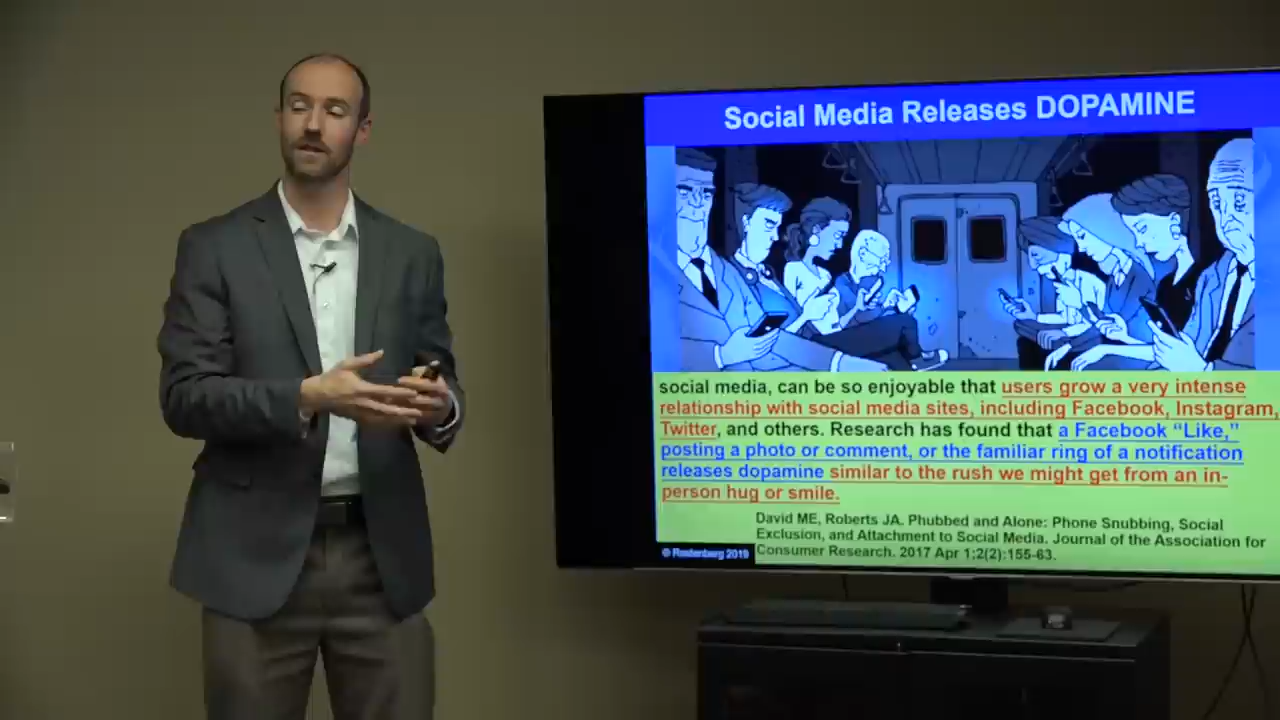 Social Media Releases DOPAMINE
social media, can be so enjoyable that users grow a very intense
relationship with social media sites, including Facebook, Instagram,
Twitter, and others. Research has found that a Facebook “Like,”
posting a photo or comment, or the familiar ring of a notification
releases dopamine similar to the rush we might get from an in-
person hug or smile.
David ME, Roberts JA. Phubbed and Alone: Phone Snubbing, Social
Exclusion, and Attachment to Social Media. Journal of the Association for
Consumer Research. 2017 Apr 1;2(2):155-63.
© Rostenberg 2019